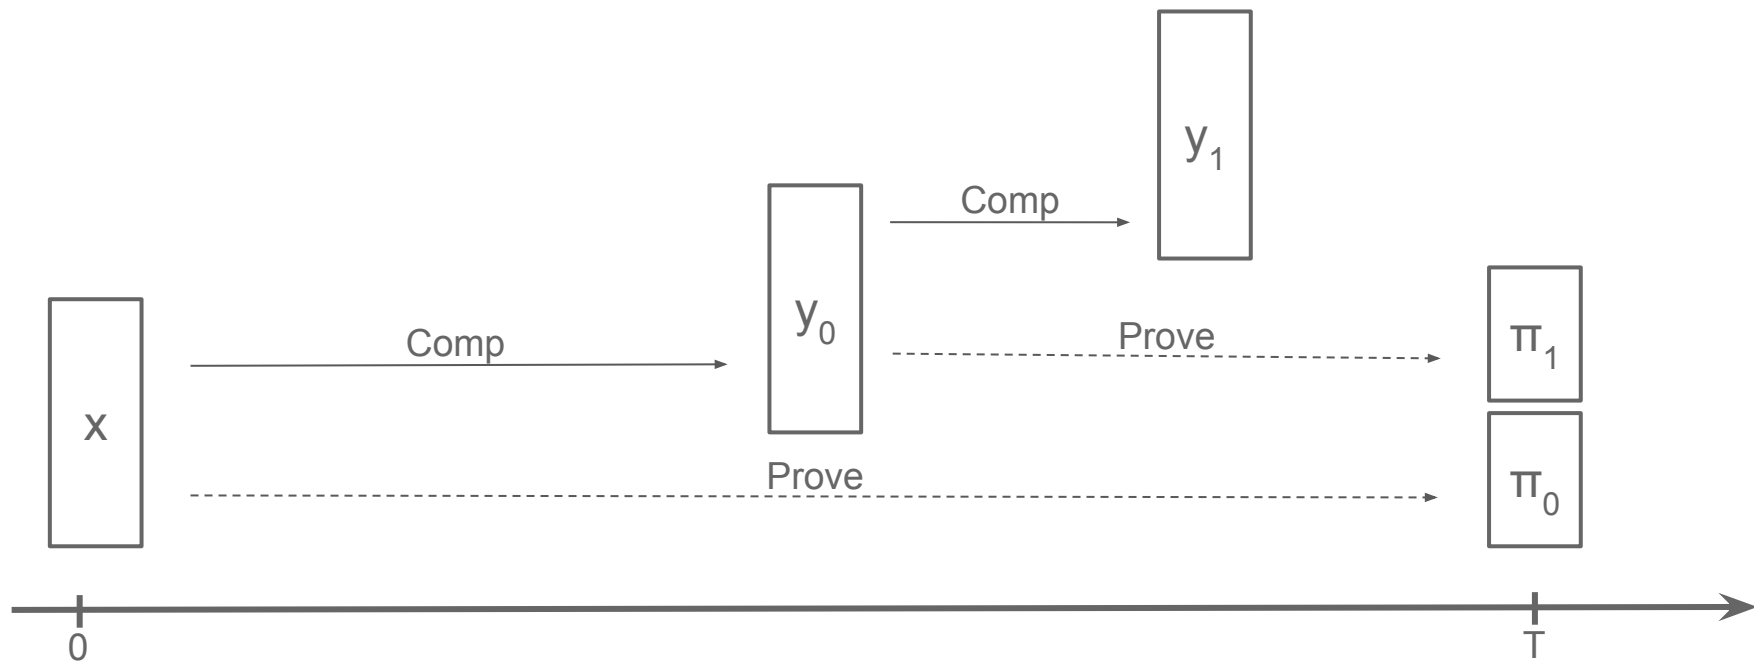 y₁
Comp
y₀
Comp
Prove
π₁
x
Prove
π₀
0
T